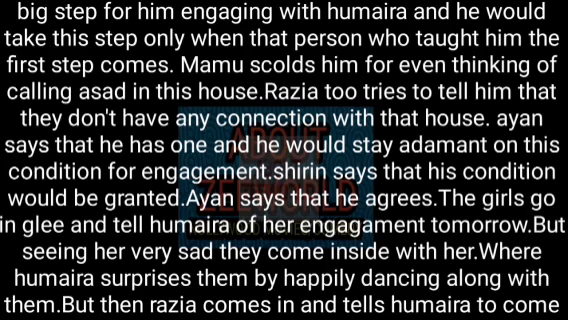 big step for him engaging with humaira and he would
take this step only when that person who taught him the
first step comes. Mamu scolds him for even thinking of
calling asad in this house.Razia too tries to tell him that
they don't have any connection with that house. ayan
says that he has one and he would stay adamant on this
condition for engagement.shirin says that his condition
would be granted.Ayan says that he agrees.The girls go
in glee and tell humaira of her engagament tomorrow.But
seeing her very sad they come inside with her.Where
humaira surprises them by happily dancing along with
them.But then razia comes in and tells humaira to come
ABOUT
ZEEWORLD